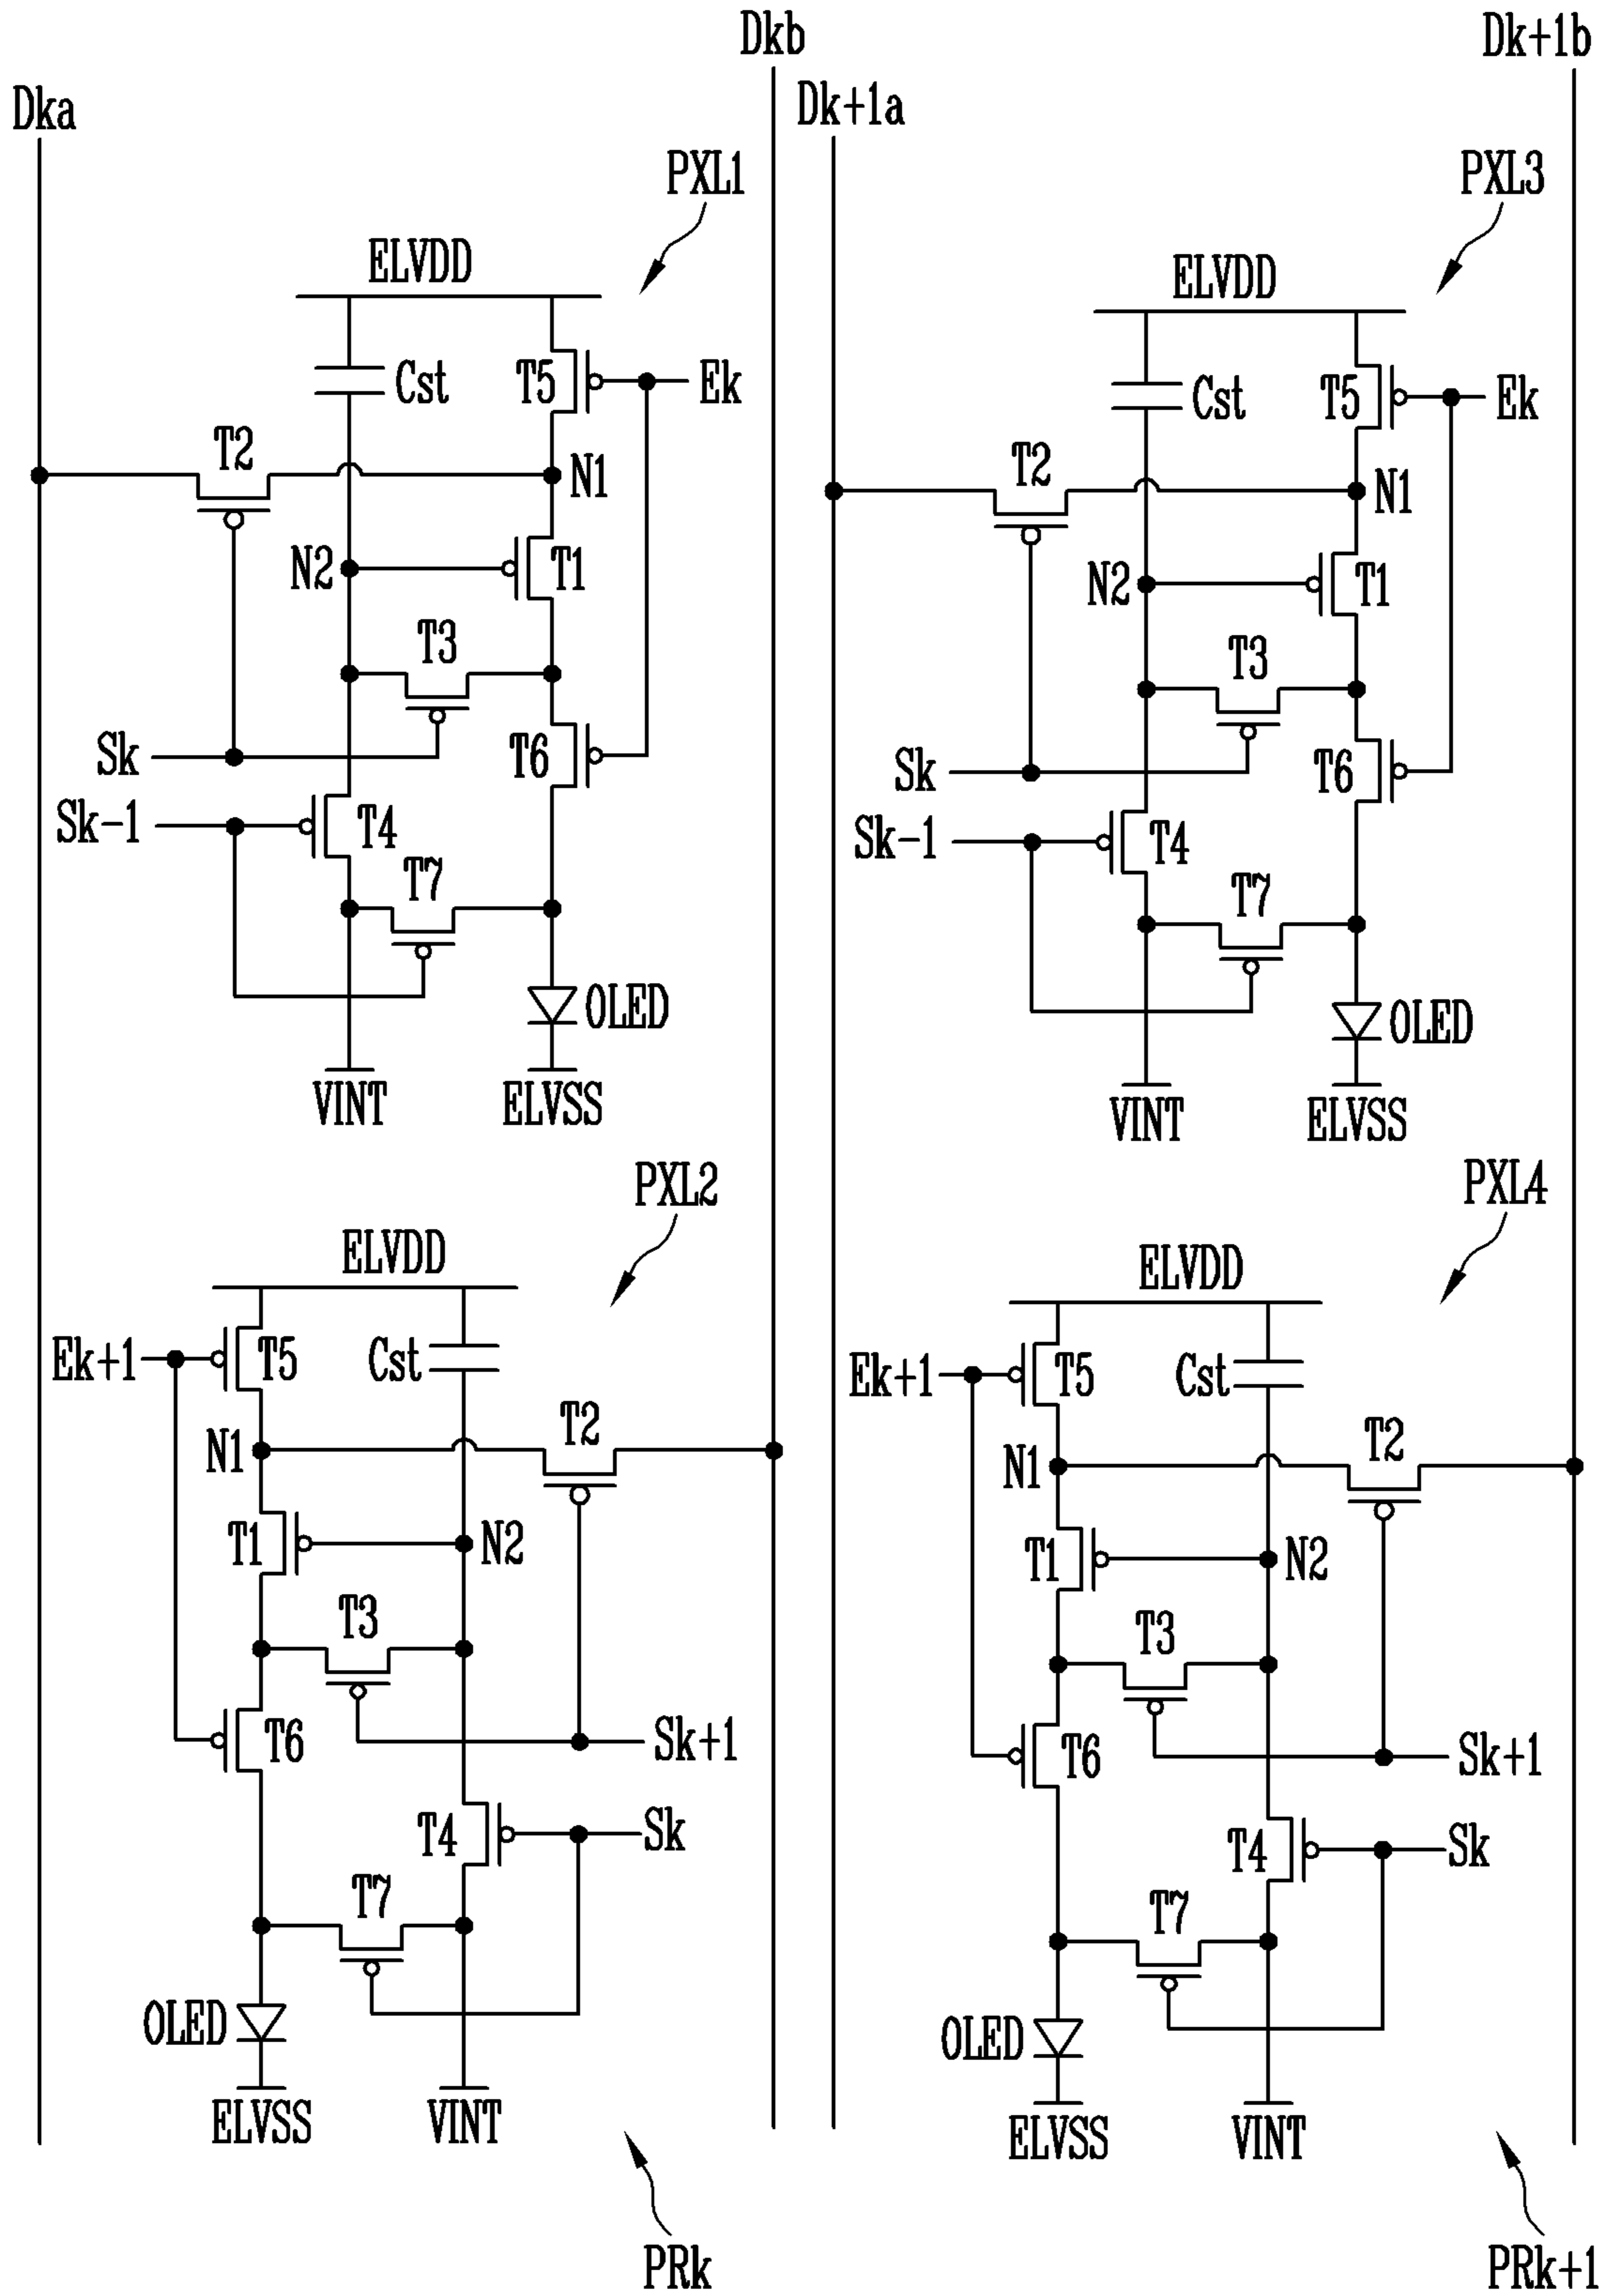 Dkb
Dk+1b
Dka
Dk+1a
PXL1
PXL3
ELVDD
ELVDD
Cst
T5
Ek
Cst
T5
Ek
T2
N1
T2
N1
N2
T1
N2
T1
T3
T3
Sk
T6
Sk
T6
Sk-1
T4
Sk-1
T4
T7
T7
OLED
OLED
VINT
ELVSS
VINT
ELVSS
PXL2
PXL4
ELVDD
ELVDD
Ek+1
T5
Cst
Ek+1
T5
Cst
T2
T2
N1
N1
T1
N2
T1
N2
T3
T3
T6
Sk+1
T6
Sk+1
T4
Sk
T4
Sk
T7
T7
OLED
OLED
ELVSS
VINT
ELVSS
VINT
PRk
PRk+1